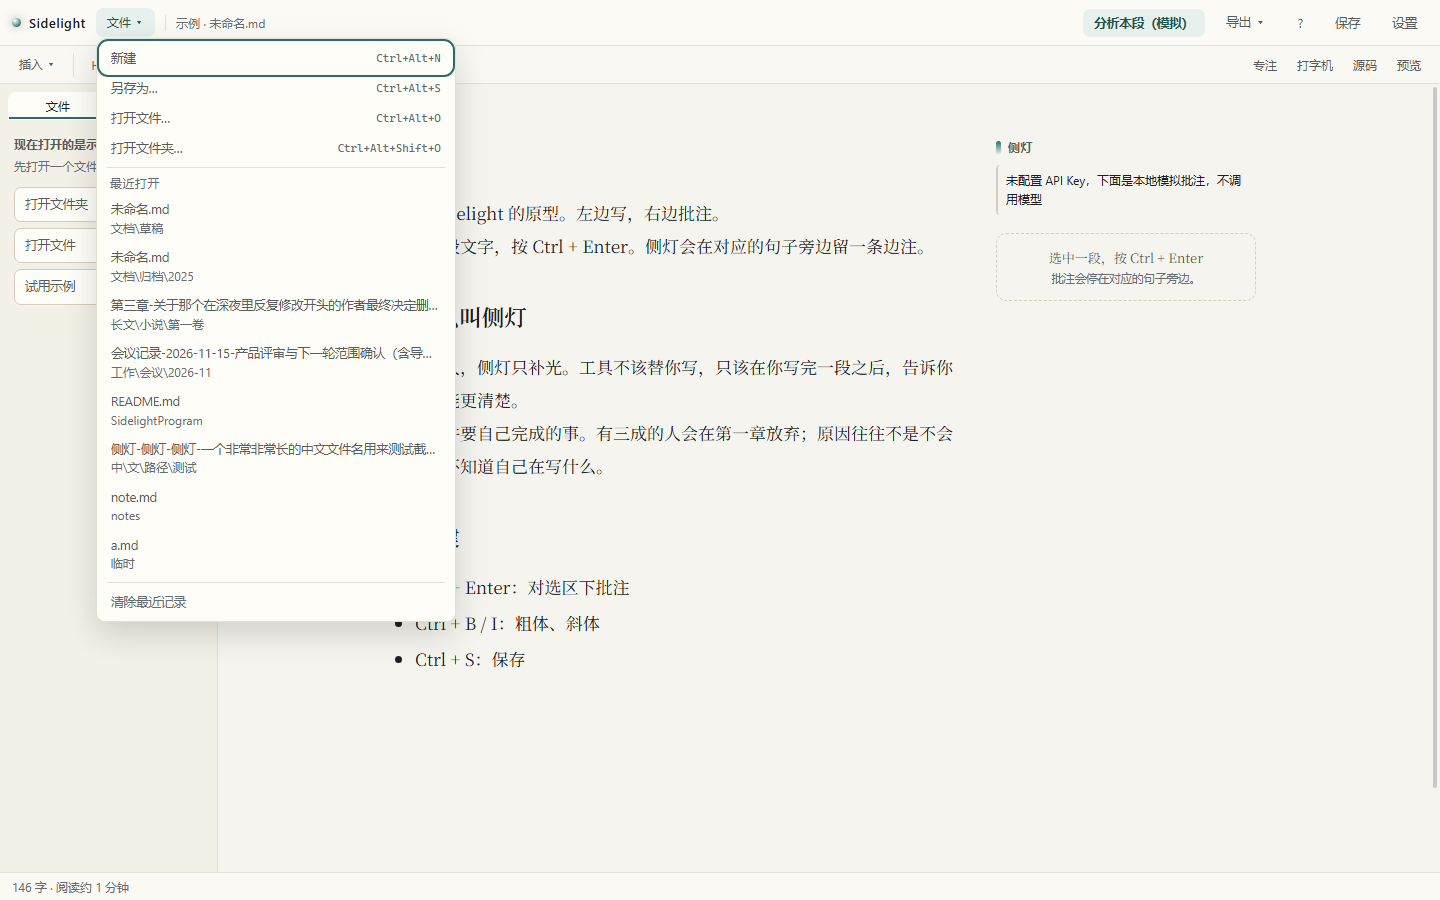 Sidelight
文件
示例 · 未命名.md
分析本段（模拟）
导出
?
保存
设置
插入
专注
打字机
源码
预览
新建 Ctrl+Alt+N
另存为... Ctrl+Alt+S
打开文件... Ctrl+Alt+O
打开文件夹... Ctrl+Alt+Shift+O
最近打开
未命名.md
文档\草稿
未命名.md
文档\归档\2025
第三章-关于那个在深夜里反复修改开头的作者最终决定删...
长文\小说\第一卷
会议记录-2026-11-15-产品评审与下一轮范围确认（含导...
工作\会议\2026-11
README.md
SidelightProgram
侧灯-侧灯-侧灯-一个非常非常长的中文文件名用来测试截...
中\文\路径\测试
note.md
notes
a.md
临时
清除最近记录
文件
现在打开的是示
先打开一个文件
打开文件夹
打开文件
试用示例
elight 的原型。左边写，右边批注。
文字，按 Ctrl + Enter。侧灯会在对应的句子旁边留一条边注。
叫侧灯
，侧灯只补光。工具不该替你写，只该在你写完一段之后，告诉你
更清楚。
要自己完成的事。有三成的人会在第一章放弃；原因往往不是不会
知道自己在写什么。
+ Enter：对选区下批注
Ctrl + B / I：粗体、斜体
Ctrl + S：保存
侧灯
未配置 API Key，下面是本地模拟批注，不调
用模型
选中一段，按 Ctrl + Enter
批注会停在对应的句子旁边。
146 字 · 阅读约 1 分钟